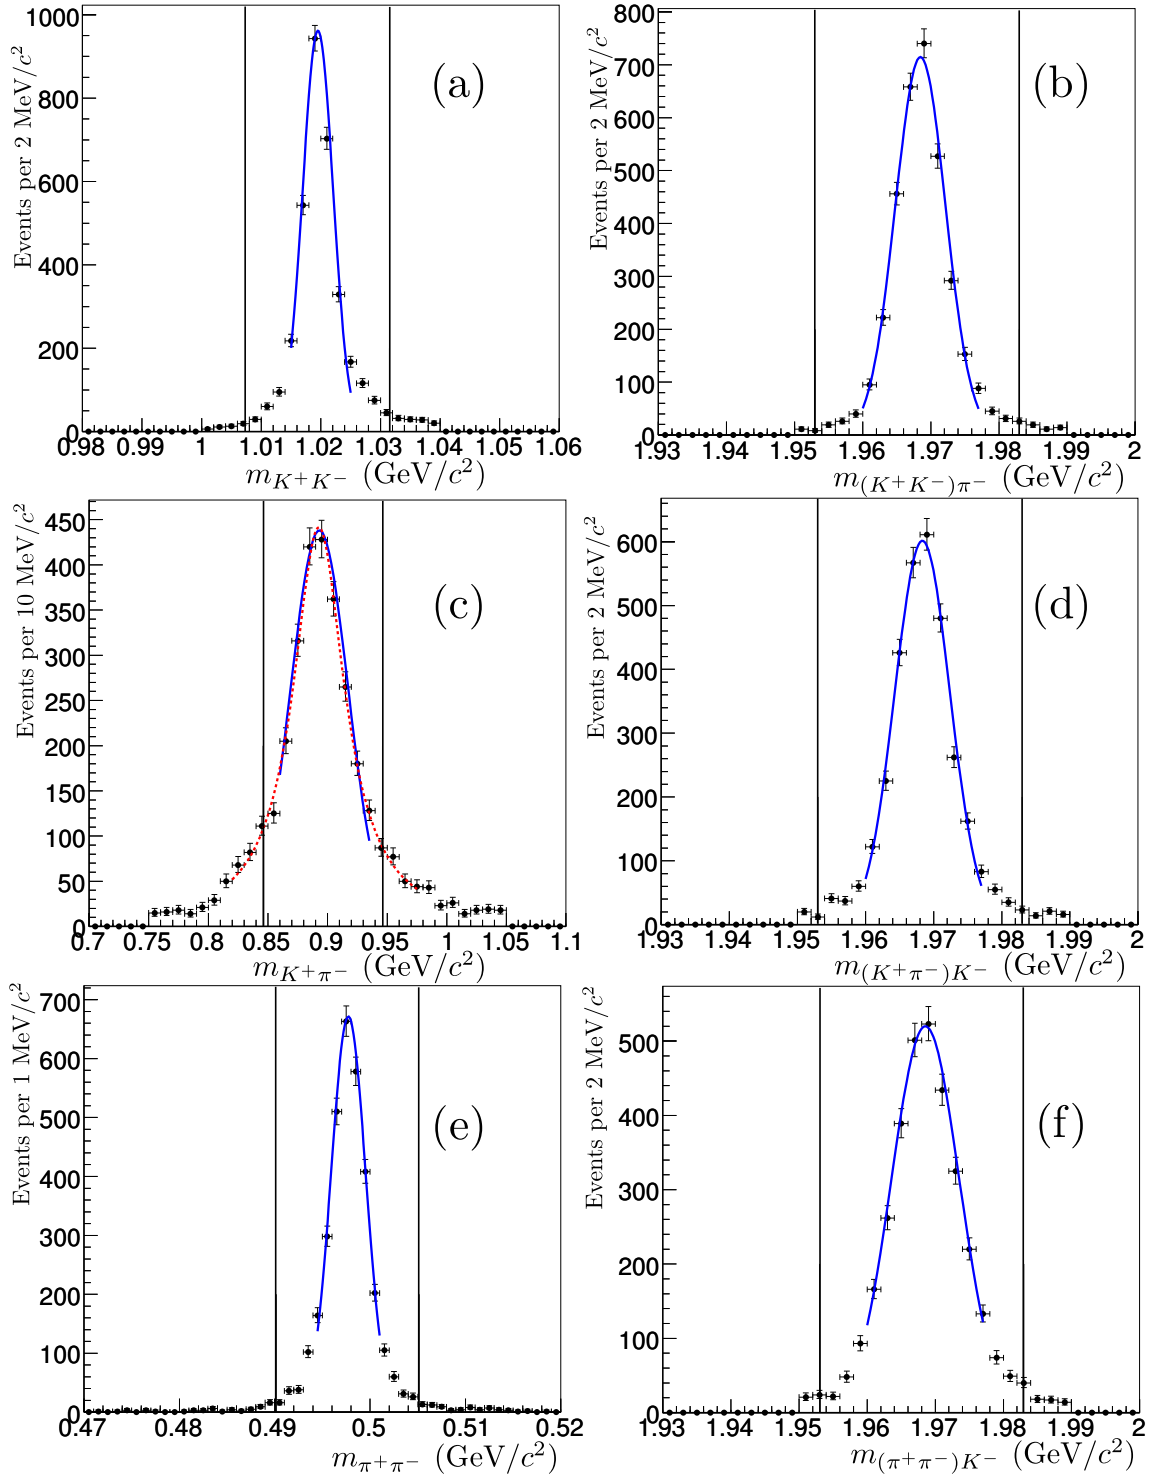 Events per 2 MeV/c²
1000
800
600
400
200
0
(a)
0.98 0.99 1 1.01 1.02 1.03 1.04 1.05 1.06
m_{K⁺K⁻} (GeV/c²)
Events per 2 MeV/c²
800
700
600
500
400
300
200
100
0
(b)
1.93 1.94 1.95 1.96 1.97 1.98 1.99 2
m_{(K⁺K⁻)π⁻} (GeV/c²)
Events per 10 MeV/c²
450
400
350
300
250
200
150
100
50
0
(c)
0.7 0.75 0.8 0.85 0.9 0.95 1 1.05 1.1
m_{K⁺π⁻} (GeV/c²)
Events per 2 MeV/c²
600
500
400
300
200
100
0
(d)
1.93 1.94 1.95 1.96 1.97 1.98 1.99 2
m_{(K⁺π⁻)K⁻} (GeV/c²)
Events per 1 MeV/c²
700
600
500
400
300
200
100
0
(e)
0.47 0.48 0.49 0.5 0.51 0.52
m_{π⁺π⁻} (GeV/c²)
Events per 2 MeV/c²
500
400
300
200
100
0
(f)
1.93 1.94 1.95 1.96 1.97 1.98 1.99 2
m_{(π⁺π⁻)K⁻} (GeV/c²)